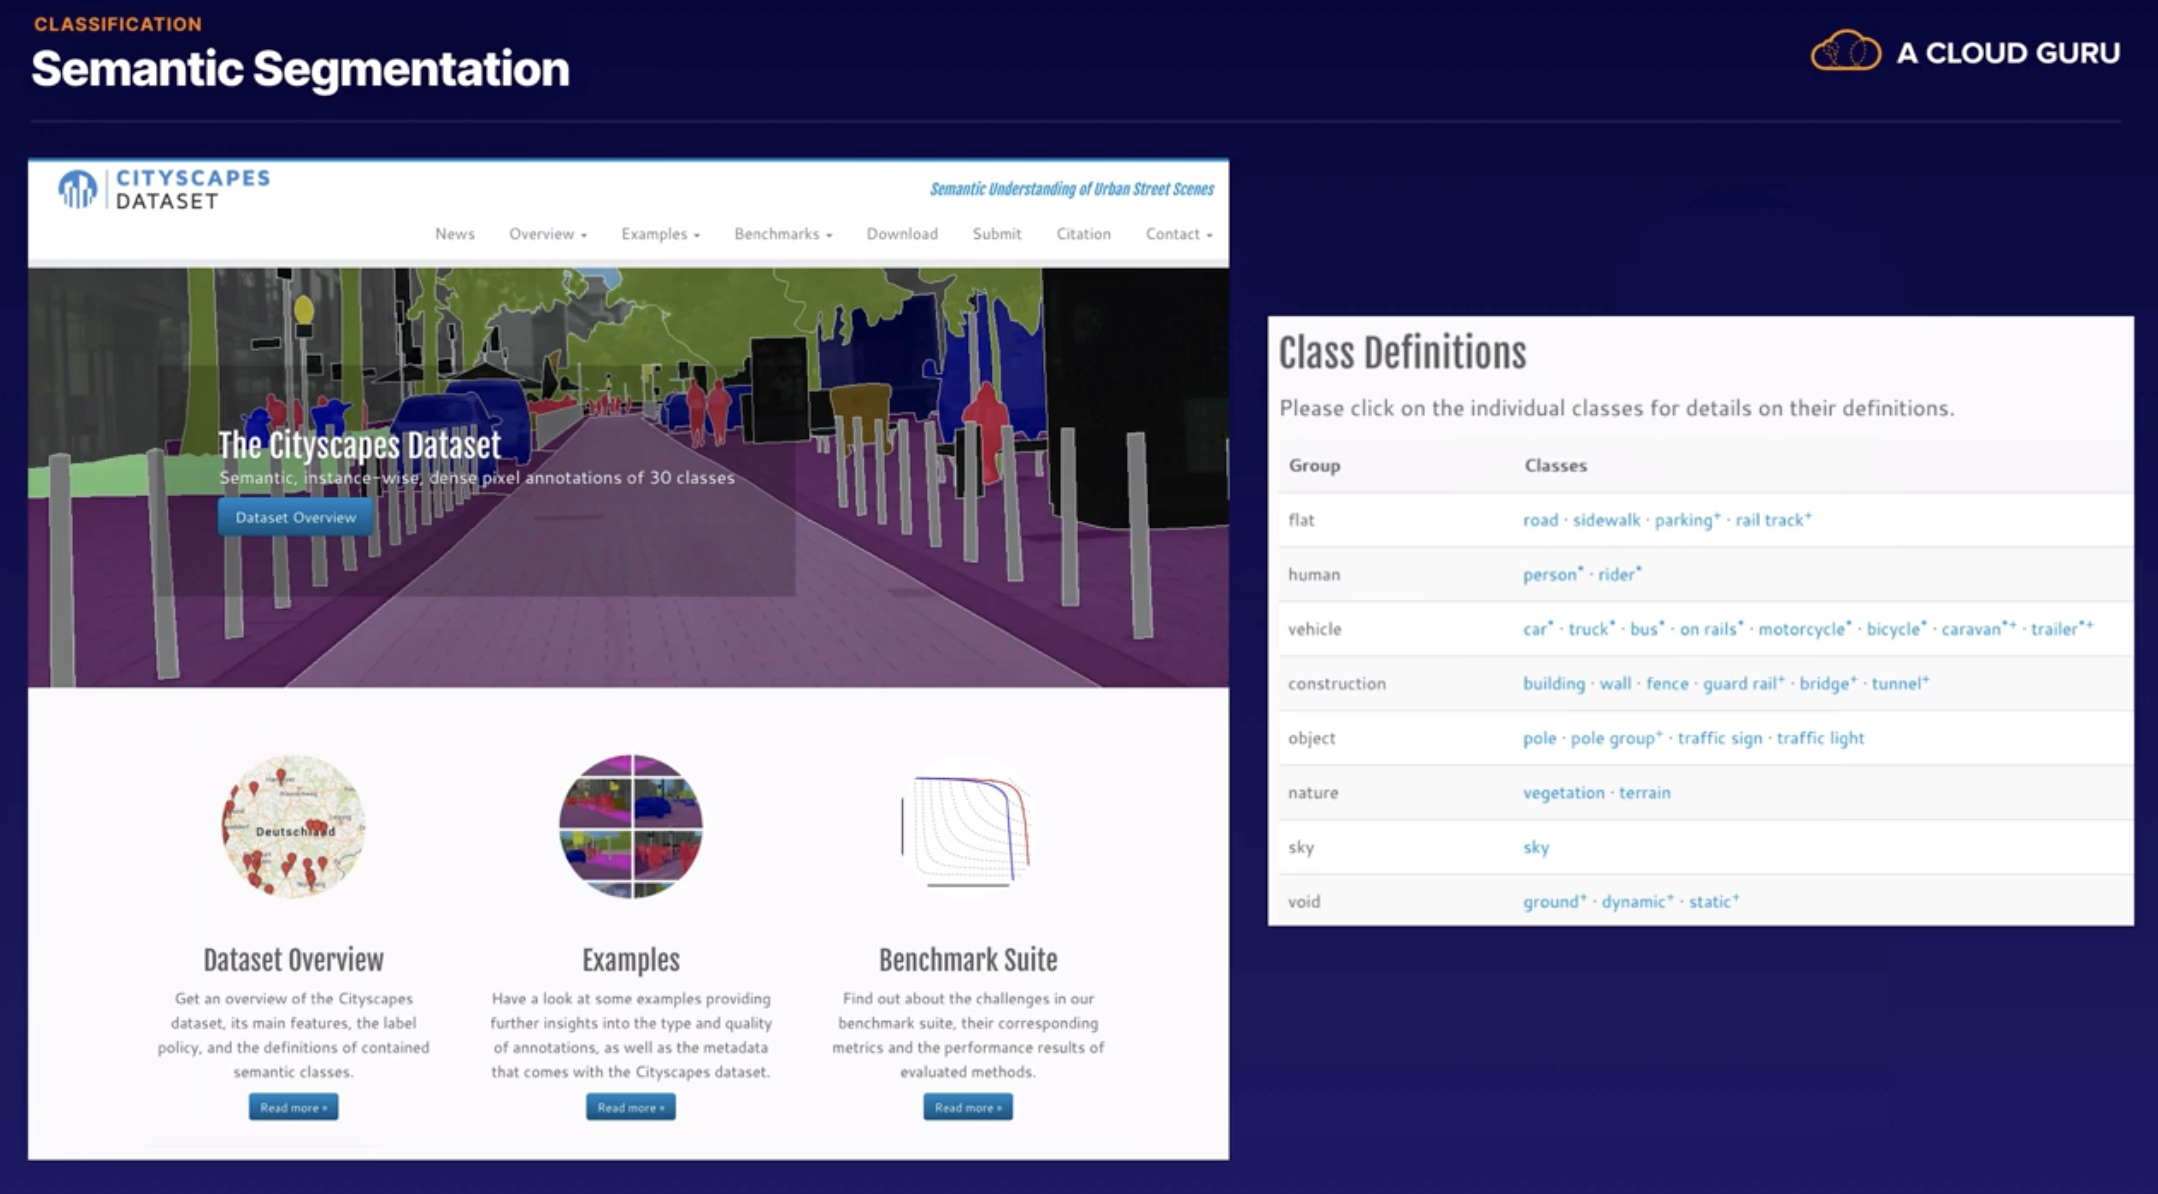 CLASSIFICATION
Semantic Segmentation
A CLOUD GURU
CITYSCAPES
DATASET
Semantic Understanding of Urban Street Scenes
News Overview Examples Benchmarks Download Submit Citation Contact
The Cityscapes Dataset
Semantic, instance-wise, dense pixel annotations of 30 classes
Dataset Overview
Deutschland
Dataset Overview
Get an overview of the Cityscapes
dataset, its main features, the label
policy, and the definitions of contained
semantic classes.
Read more »
Examples
Have a look at some examples providing
further insights into the type and quality
of annotations, as well as the metadata
that comes with the Cityscapes dataset.
Read more »
Benchmark Suite
Find out about the challenges in our
benchmark suite, their corresponding
metrics and the performance results of
evaluated methods.
Read more »
Class Definitions
Please click on the individual classes for details on their definitions.
Group Classes
flat road · sidewalk · parking⁺ · rail track⁺
human person* · rider*
vehicle car* · truck* · bus* · on rails* · motorcycle* · bicycle* · caravan*⁺ · trailer*⁺
construction building · wall · fence · guard rail⁺ · bridge⁺ · tunnel⁺
object pole · pole group⁺ · traffic sign · traffic light
nature vegetation · terrain
sky sky
void ground⁺ · dynamic⁺ · static⁺